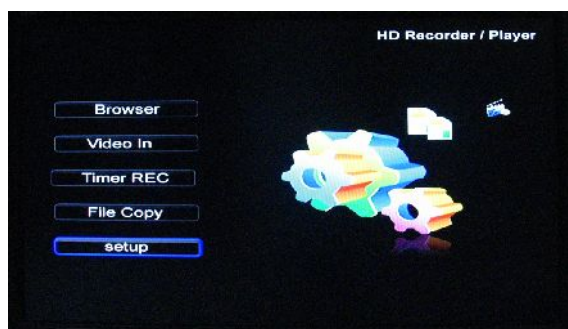 HD Recorder / Player
Browser
Video In
Timer REC
File Copy
setup